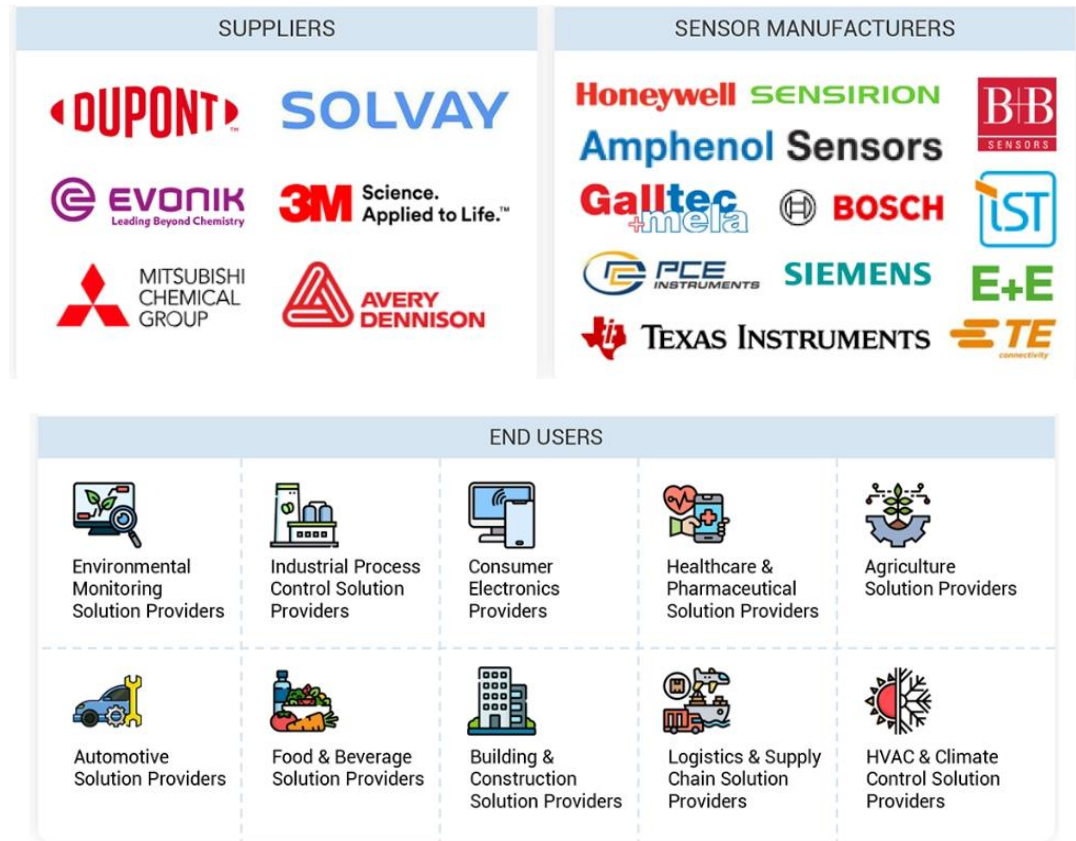 SUPPLIERS
DUPONT™
SOLVAY
EVONIK
Leading Beyond Chemistry
3M Science.
Applied to Life.™
MITSUBISHI
CHEMICAL
GROUP
AVERY
DENNISON
SENSOR MANUFACTURERS
Honeywell
SENSIRION
B+B
SENSORS
Amphenol Sensors
Galltec
+mela
BOSCH
iST
PCE
INSTRUMENTS
SIEMENS
E+E
ti
TEXAS INSTRUMENTS
TE
connectivity
END USERS
Environmental
Monitoring
Solution Providers
Industrial Process
Control Solution
Providers
Consumer
Electronics
Providers
Healthcare &
Pharmaceutical
Solution Providers
Agriculture
Solution Providers
Automotive
Solution Providers
Food & Beverage
Solution Providers
Building &
Construction
Solution Providers
Logistics & Supply
Chain Solution
Providers
HVAC & Climate
Control Solution
Providers